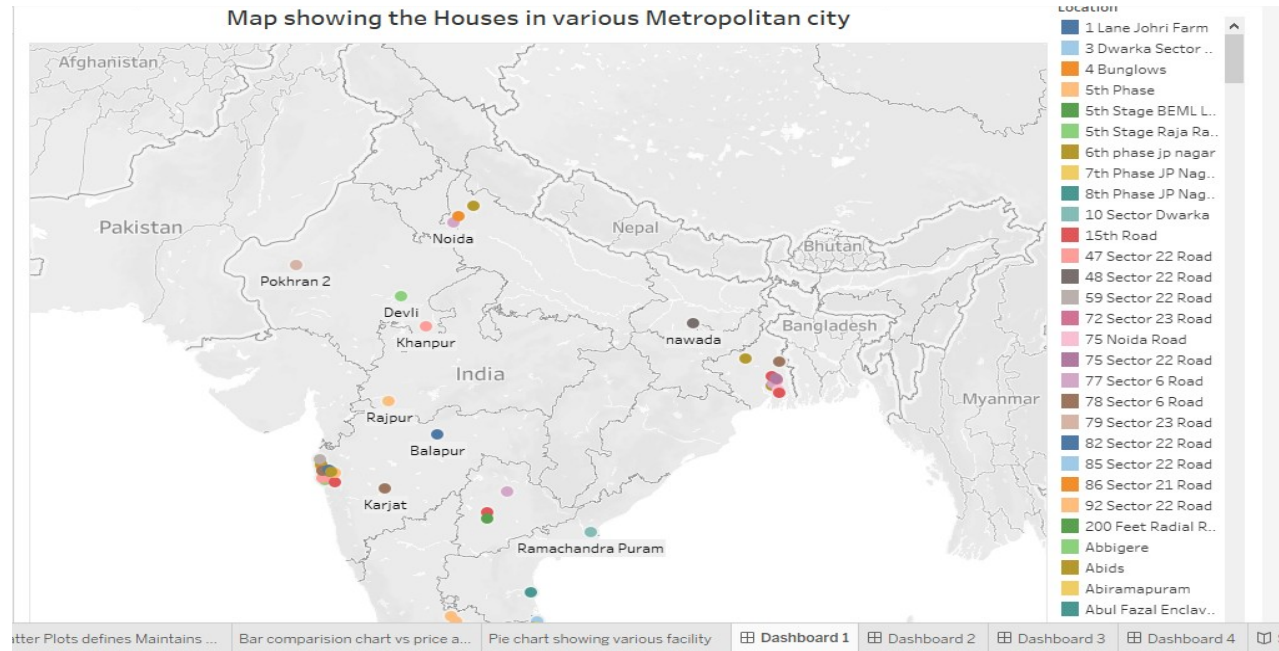 Map showing the Houses in various Metropolitan city
Afghanistan
Pakistan
Nepal
Bhutan
Noida
Pokhran 2
Devli
Khanpur
nawada
Bangladesh
India
Myanmar
Rajpur
Balapur
Karjat
Ramachandra Puram
Location
1 Lane Johri Farm
3 Dwarka Sector ..
4 Bunglows
5th Phase
5th Stage BEML L..
5th Stage Raja Ra..
6th phase jp nagar
7th Phase JP Nag..
8th Phase JP Nag..
10 Sector Dwarka
15th Road
47 Sector 22 Road
48 Sector 22 Road
59 Sector 22 Road
72 Sector 23 Road
75 Noida Road
75 Sector 22 Road
77 Sector 6 Road
78 Sector 6 Road
79 Sector 23 Road
82 Sector 22 Road
85 Sector 22 Road
86 Sector 21 Road
92 Sector 22 Road
200 Feet Radial R..
Abbigere
Abids
Abiramapuram
Abul Fazal Enclav..
atter Plots defines Maintains ...
Bar comparision chart vs price a...
Pie chart showing various facility
Dashboard 1
Dashboard 2
Dashboard 3
Dashboard 4